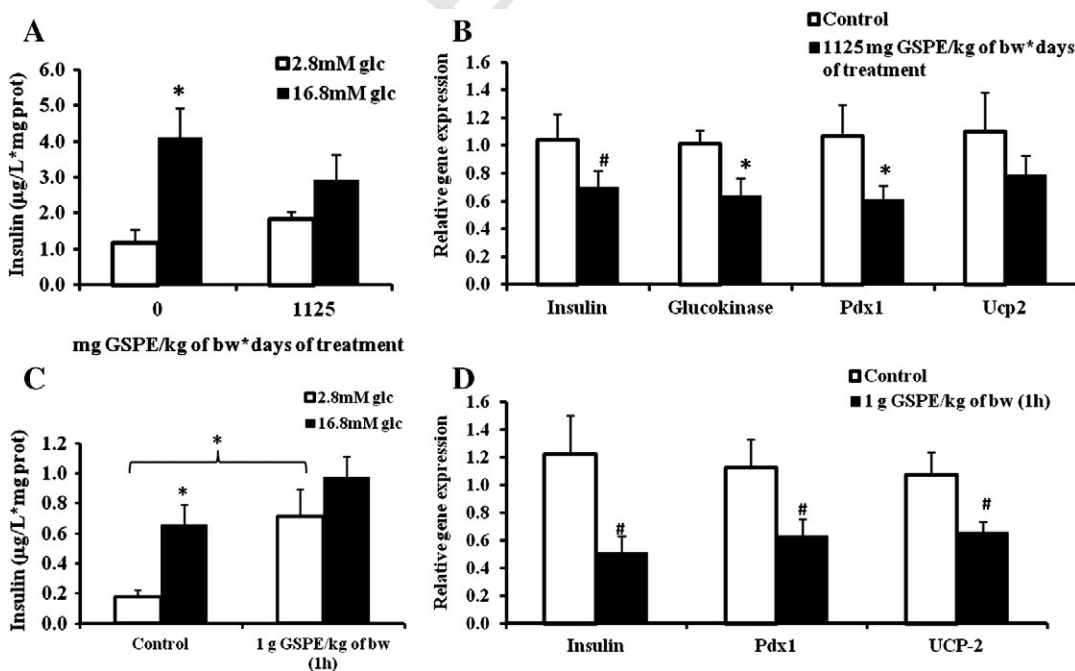 A
2.8mM glc
16.8mM glc
Insulin (µg/L*mg prot)
6.0
5.0
4.0
3.0
2.0
1.0
0.0
*
0
1125
mg GSPE/kg of bw*days of treatment
B
Control
1125 mg GSPE/kg of bw*days
of treatment
Relative gene expression
1.6
1.4
1.2
1.0
0.8
0.6
0.4
0.2
0.0
#
*
*
Insulin
Glucokinase
Pdx1
Ucp2
C
2.8mM glc
16.8mM glc
Insulin (µg/L*mg prot)
1.2
1.0
0.8
0.6
0.4
0.2
0.0
*
*
Control
1 g GSPE/kg of bw
(1h)
D
Control
1 g GSPE/kg of bw (1h)
Relative gene expression
1.6
1.4
1.2
1.0
0.8
0.6
0.4
0.2
0.0
#
#
#
Insulin
Pdx1
UCP-2